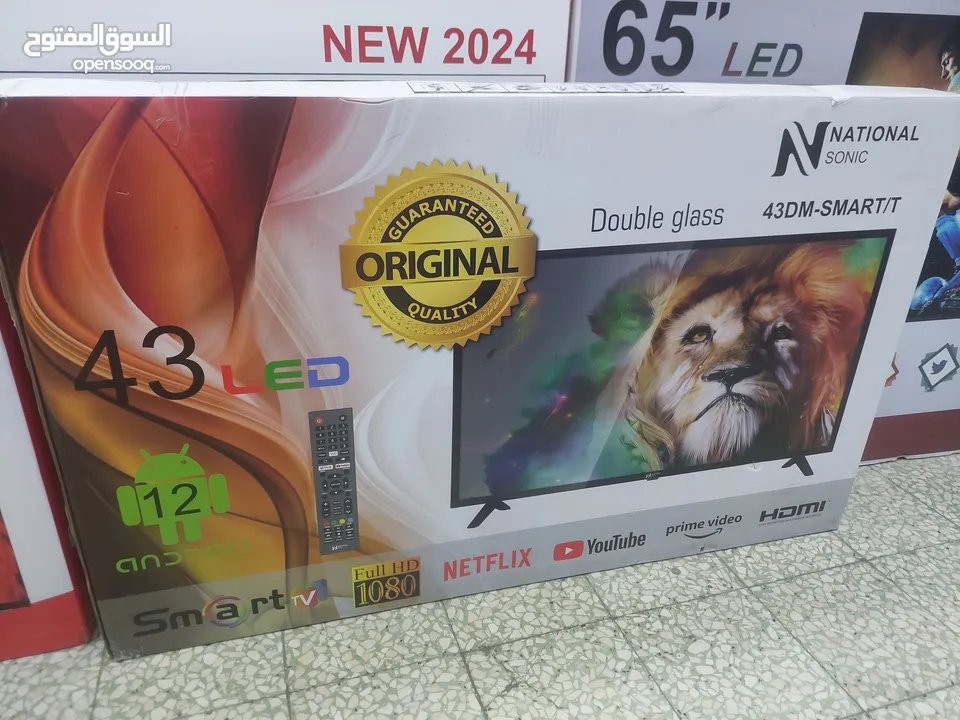 السوق المفتوح
opensooq.com
NEW 2024
65” LED
NATIONAL
SONIC
Double glass
43DM-SMART/T
GUARANTEED
ORIGINAL
QUALITY
43 LED
12
Smart TV
Full HD
1080
NETFLIX
YouTube
prime video
HDMI